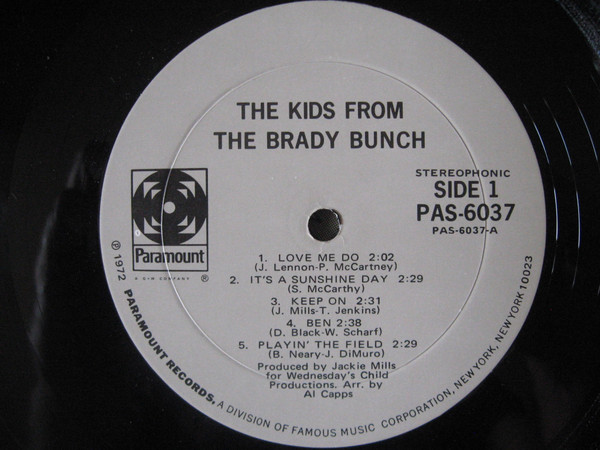 THE KIDS FROM
THE BRADY BUNCH
STEREOPHONIC
SIDE 1
PAS-6037
PAS-6037-A
Paramount
®
A G+W COMPANY
℗ 1972
1. LOVE ME DO 2:02
(J. Lennon-P. McCartney)
2. IT'S A SUNSHINE DAY 2:29
(S. McCarthy)
3. KEEP ON 2:31
(J. Mills-T. Jenkins)
4. BEN 2:38
(D. Black-W. Scharf)
5. PLAYIN' THE FIELD 2:29
(B. Neary-J. DiMuro)
Produced by Jackie Mills
for Wednesday's Child
Productions. Arr. by
Al Capps
PARAMOUNT RECORDS, A DIVISION OF FAMOUS MUSIC CORPORATION, NEW YORK, NEW YORK 10023